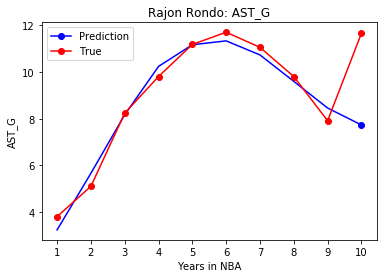 Rajon Rondo: AST_G
Prediction
True
12
10
8
6
4
AST_G
1 2 3 4 5 6 7 8 9 10
Years in NBA